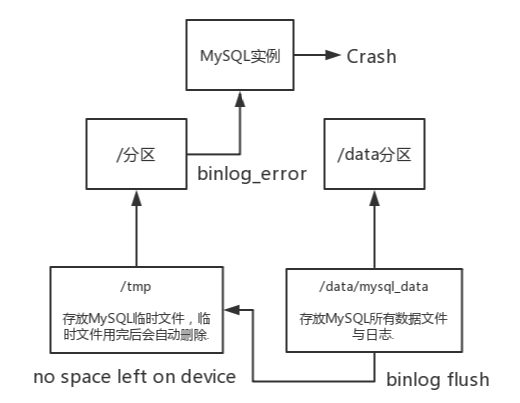 MySQL实例
Crash
/分区
binlog_error
/data分区
/tmp
存放MySQL临时文件，临
时文件用完后会自动删除.
/data/mysql_data
存放MySQL所有数据文件
与日志.
no space left on device
binlog flush